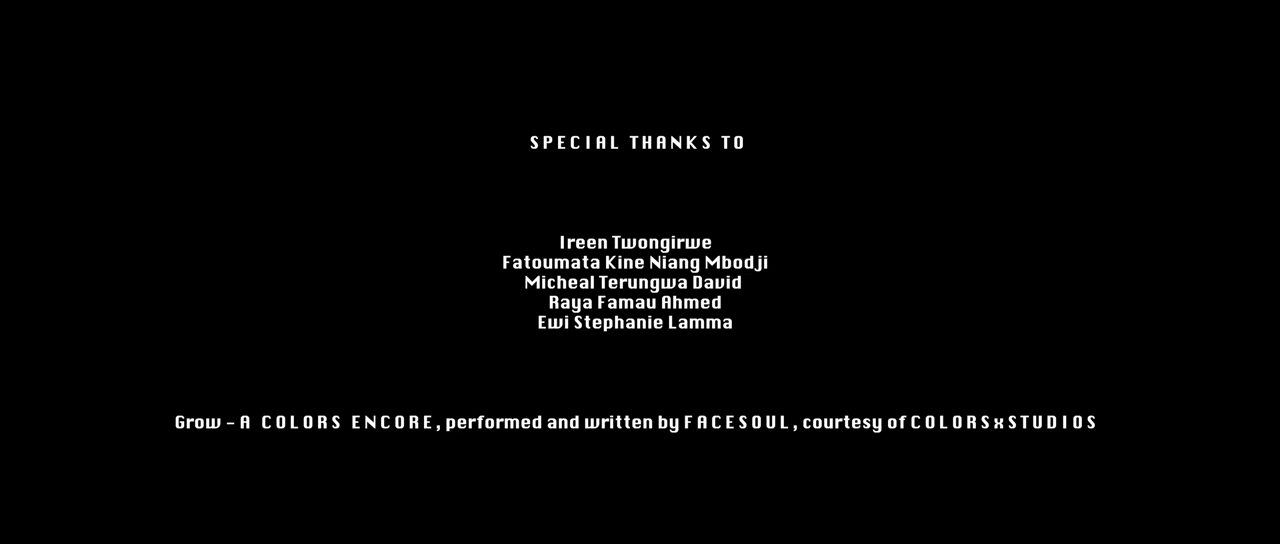 SPECIAL THANKS TO
Ireen Twongirwe
Fatoumata Kine Niang Mbodji
Micheal Terungwa David
Raya Famau Ahmed
Ewi Stephanie Lamma
Grow - A COLORS ENCORE, performed and written by FACESOUL, courtesy of COLORSxSTUDIOS